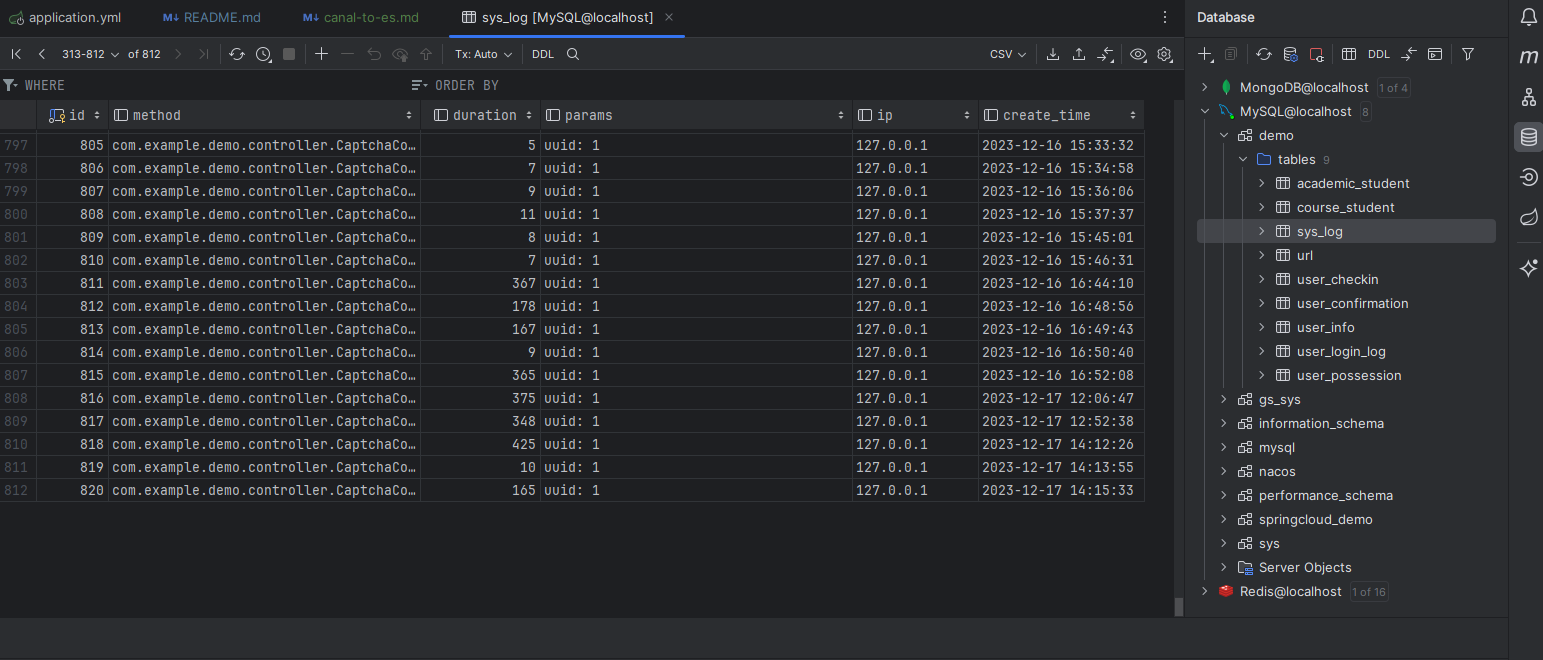 application.yml
M↓ README.md
M↓ canal-to-es.md
sys_log [MySQL@localhost]
313-812 of 812
Tx: Auto
DDL
CSV
WHERE
ORDER BY
id method duration params ip create_time
797 805 com.example.demo.controller.CaptchaCo… 5 uuid: 1 127.0.0.1 2023-12-16 15:33:32
798 806 com.example.demo.controller.CaptchaCo… 7 uuid: 1 127.0.0.1 2023-12-16 15:34:58
799 807 com.example.demo.controller.CaptchaCo… 9 uuid: 1 127.0.0.1 2023-12-16 15:36:06
800 808 com.example.demo.controller.CaptchaCo… 11 uuid: 1 127.0.0.1 2023-12-16 15:37:37
801 809 com.example.demo.controller.CaptchaCo… 8 uuid: 1 127.0.0.1 2023-12-16 15:45:01
802 810 com.example.demo.controller.CaptchaCo… 7 uuid: 1 127.0.0.1 2023-12-16 15:46:31
803 811 com.example.demo.controller.CaptchaCo… 367 uuid: 1 127.0.0.1 2023-12-16 16:44:10
804 812 com.example.demo.controller.CaptchaCo… 178 uuid: 1 127.0.0.1 2023-12-16 16:48:56
805 813 com.example.demo.controller.CaptchaCo… 167 uuid: 1 127.0.0.1 2023-12-16 16:49:43
806 814 com.example.demo.controller.CaptchaCo… 9 uuid: 1 127.0.0.1 2023-12-16 16:50:40
807 815 com.example.demo.controller.CaptchaCo… 365 uuid: 1 127.0.0.1 2023-12-16 16:52:08
808 816 com.example.demo.controller.CaptchaCo… 375 uuid: 1 127.0.0.1 2023-12-17 12:06:47
809 817 com.example.demo.controller.CaptchaCo… 348 uuid: 1 127.0.0.1 2023-12-17 12:52:38
810 818 com.example.demo.controller.CaptchaCo… 425 uuid: 1 127.0.0.1 2023-12-17 14:12:26
811 819 com.example.demo.controller.CaptchaCo… 10 uuid: 1 127.0.0.1 2023-12-17 14:13:55
812 820 com.example.demo.controller.CaptchaCo… 165 uuid: 1 127.0.0.1 2023-12-17 14:15:33
Database
DDL
MongoDB@localhost 1 of 4
MySQL@localhost 8
demo
tables 9
academic_student
course_student
sys_log
url
user_checkin
user_confirmation
user_info
user_login_log
user_possession
gs_sys
information_schema
mysql
nacos
performance_schema
springcloud_demo
sys
Server Objects
Redis@localhost 1 of 16
m